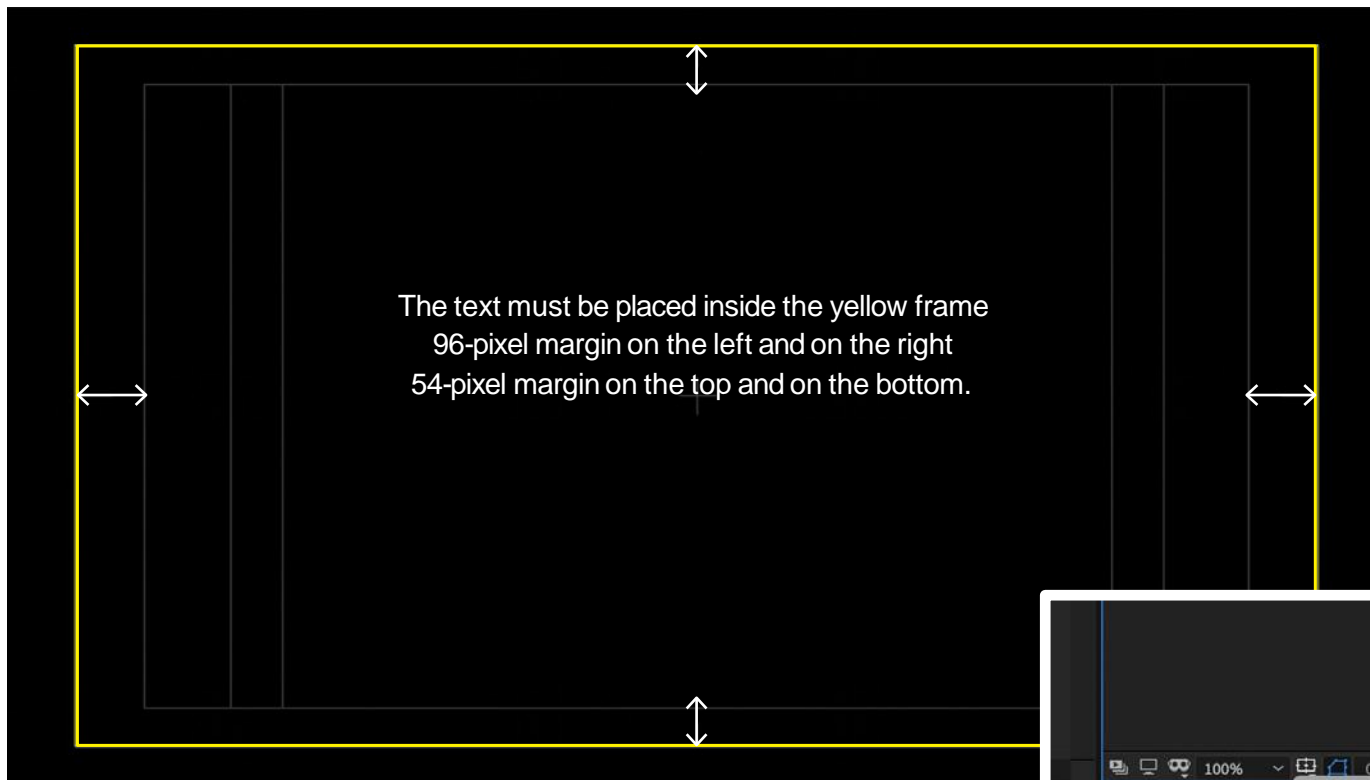 The text must be placed inside the yellow frame
96-pixel margin on the left and on the right
54-pixel margin on the top and on the bottom.
100%